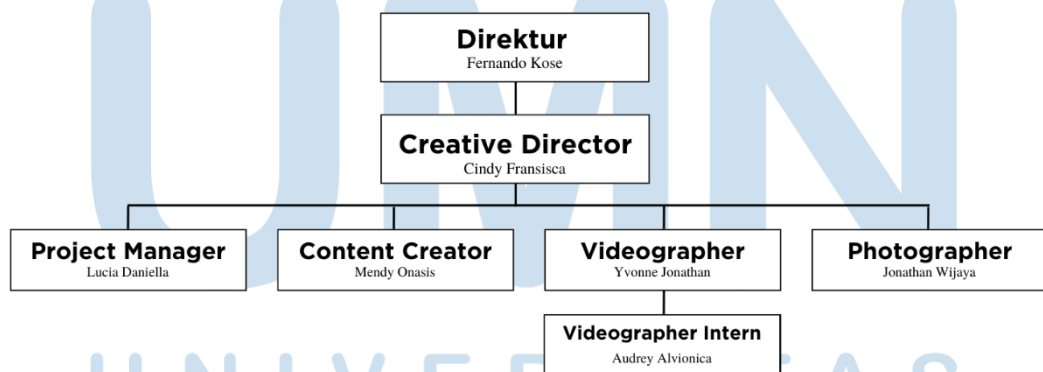 Direktur
Fernando Kose
Creative Director
Cindy Fransisca
Project Manager
Lucia Daniella
Content Creator
Mendy Onasis
Videographer
Yvonne Jonathan
Photographer
Jonathan Wijaya
Videographer Intern
Audrey Alvionica
UMN